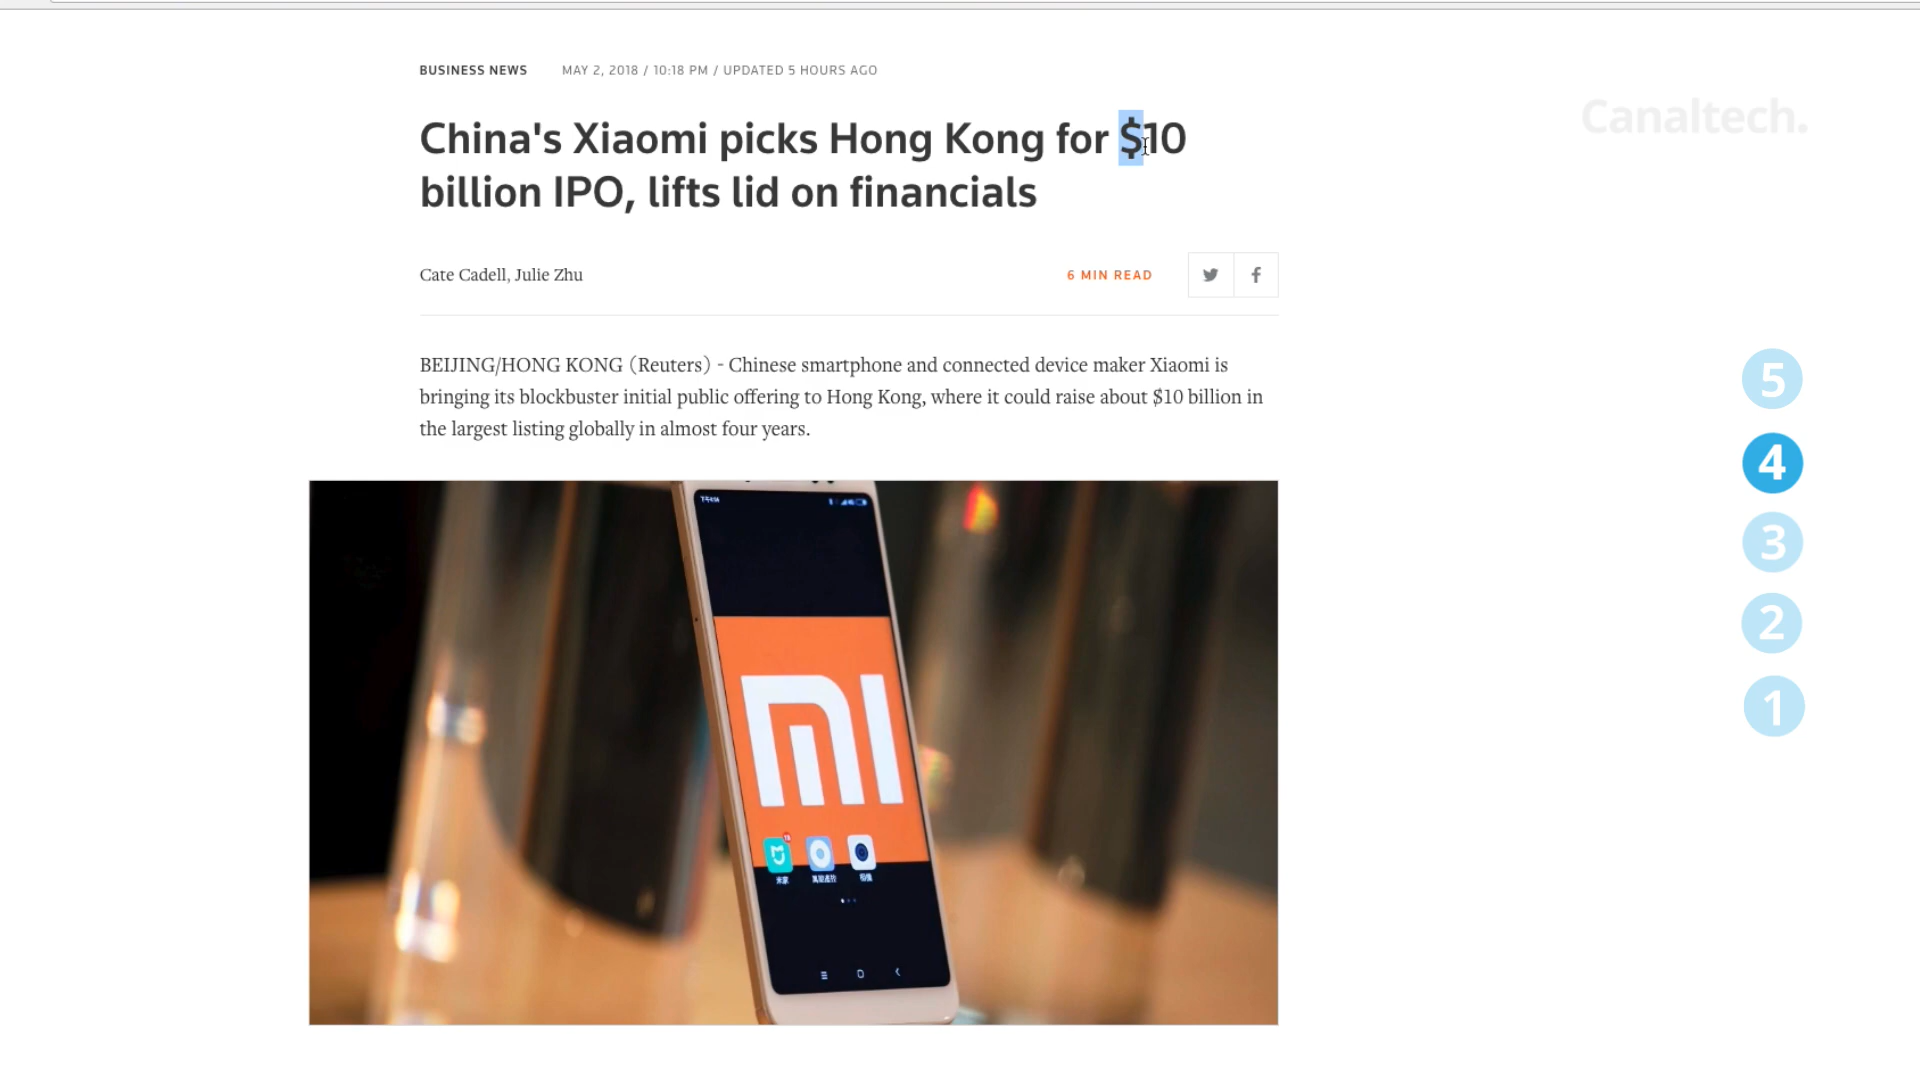 BUSINESS NEWS MAY 2, 2018 / 10:18 PM / UPDATED 5 HOURS AGO
Canaltech.
China's Xiaomi picks Hong Kong for $10
billion IPO, lifts lid on financials
Cate Cadell, Julie Zhu 6 MIN READ
BEIJING/HONG KONG (Reuters) - Chinese smartphone and connected device maker Xiaomi is
bringing its blockbuster initial public offering to Hong Kong, where it could raise about $10 billion in
the largest listing globally in almost four years.
5
4
3
2
1
MI
米家
相機